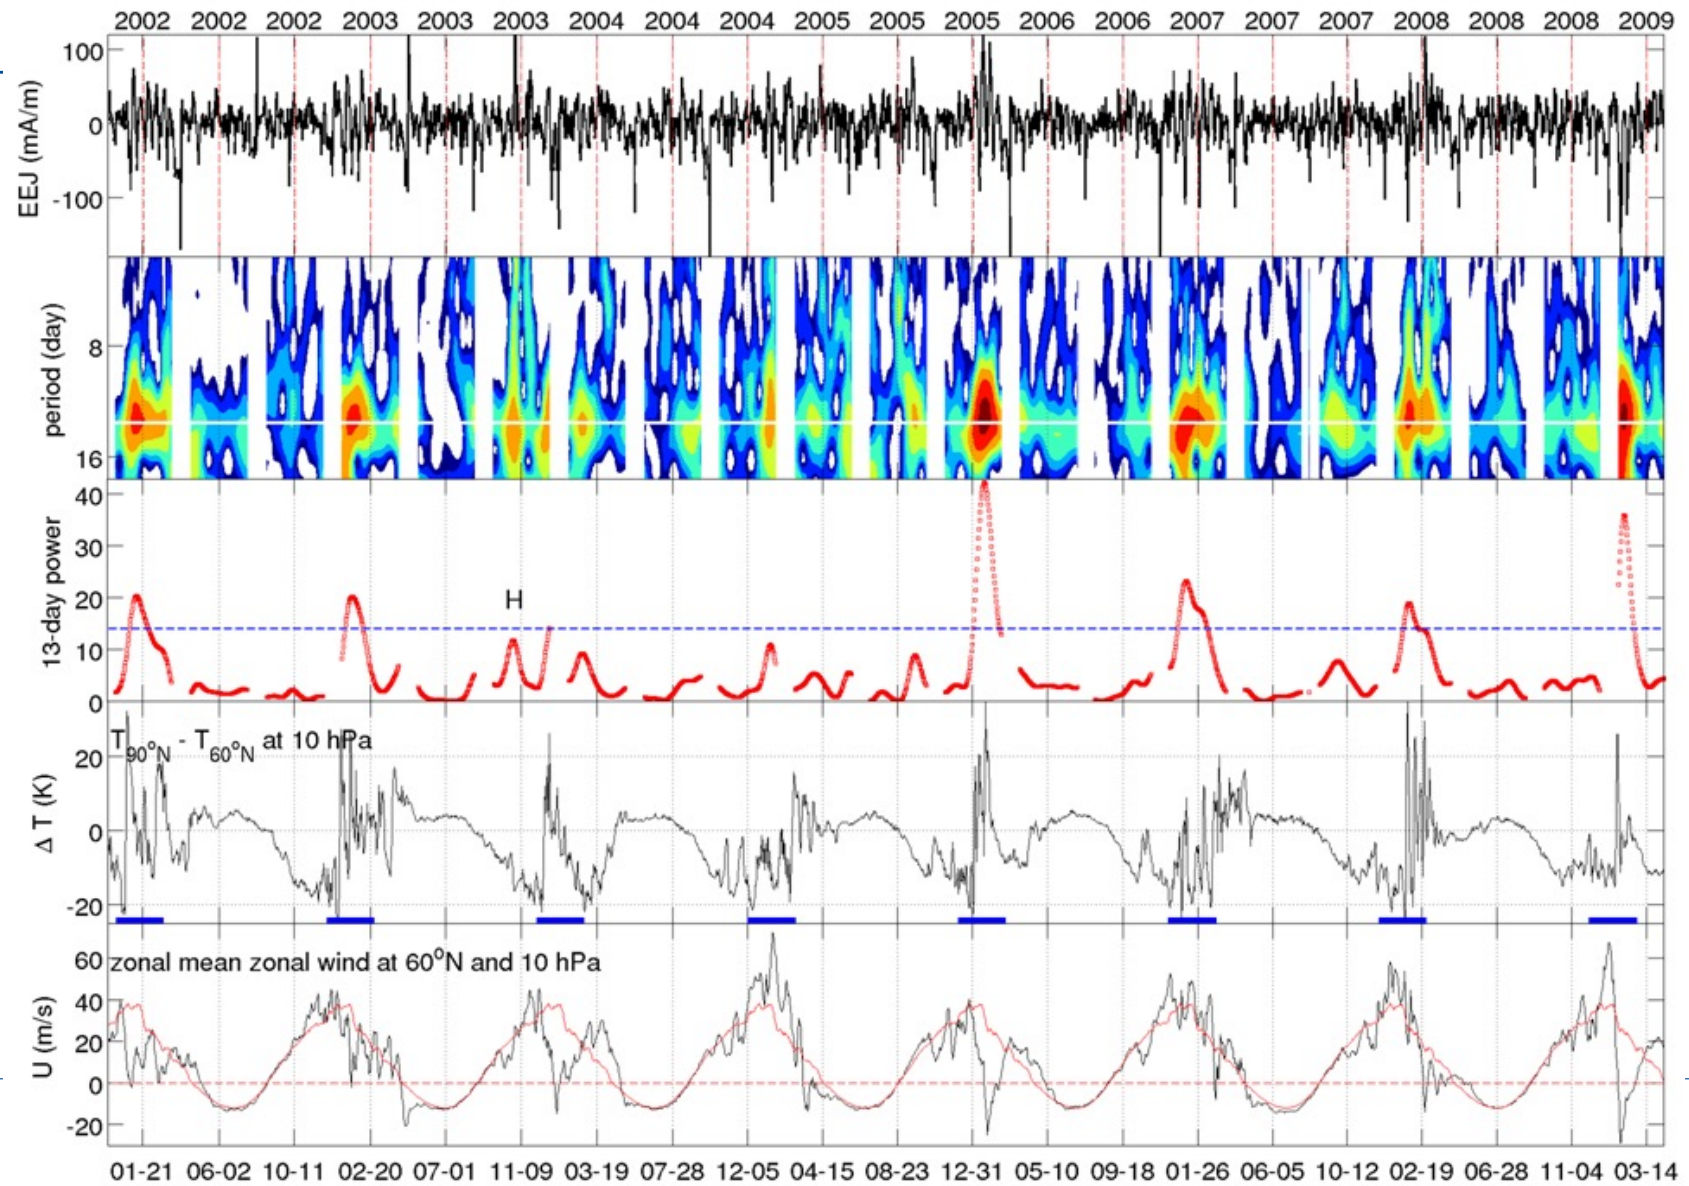 2002 2002 2002 2003 2003 2003 2004 2004 2004 2005 2005 2005 2006 2006 2007 2007 2007 2008 2008 2008 2009
EEJ (mA/m)
100
0
-100
period (day)
8
16
13-day power
40
30
20
10
0
H
T90°N - T60°N at 10 hPa
Δ T (K)
20
0
-20
zonal mean zonal wind at 60°N and 10 hPa
U (m/s)
60
40
20
0
-20
01-21 06-02 10-11 02-20 07-01 11-09 03-19 07-28 12-05 04-15 08-23 12-31 05-10 09-18 01-26 06-05 10-12 02-19 06-28 11-04 03-14